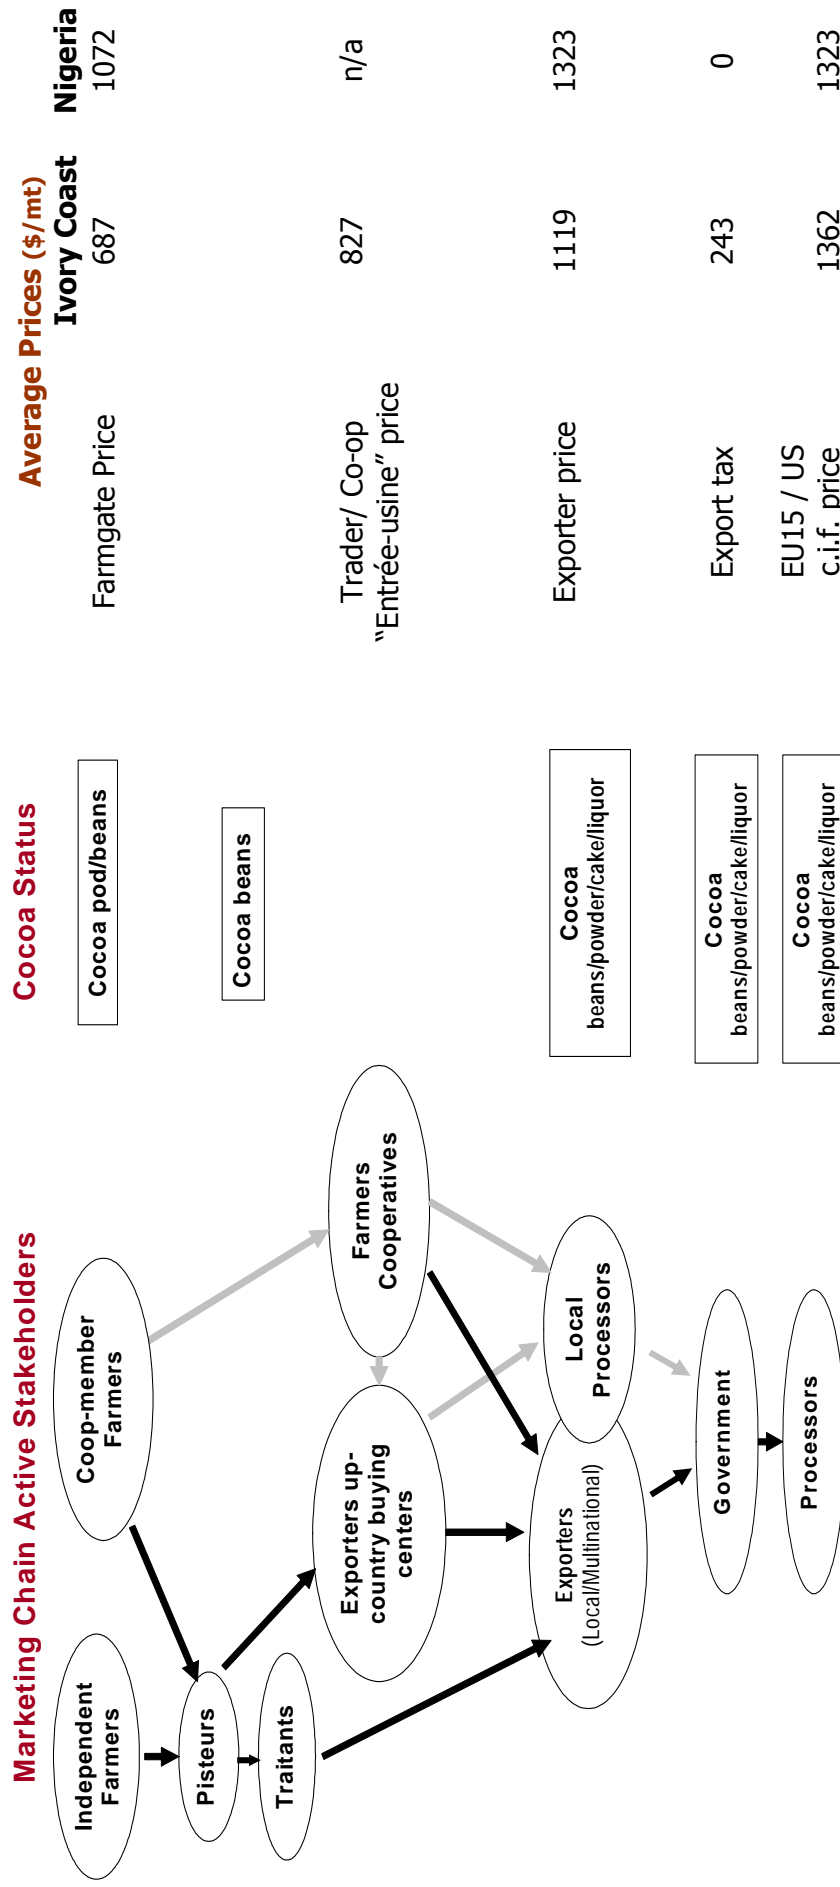 Marketing Chain Active Stakeholders
Cocoa Status
Average Prices ($/mt)
Ivory Coast
Nigeria
Independent
Farmers
Coop-member
Farmers
Cocoa pod/beans
Farmgate Price
687
1072
Pisteurs
Cocoa beans
Traitants
Exporters up-
country buying
centers
Farmers
Cooperatives
Trader/ Co-op
“Entrée-usine” price
827
n/a
Exporters
(Local/Multinational)
Local
Processors
Cocoa
beans/powder/cake/liquor
Exporter price
1119
1323
Government
Cocoa
beans/powder/cake/liquor
Export tax
243
0
Processors
Cocoa
beans/powder/cake/liquor
EU15 / US
c.i.f. price
1362
1323